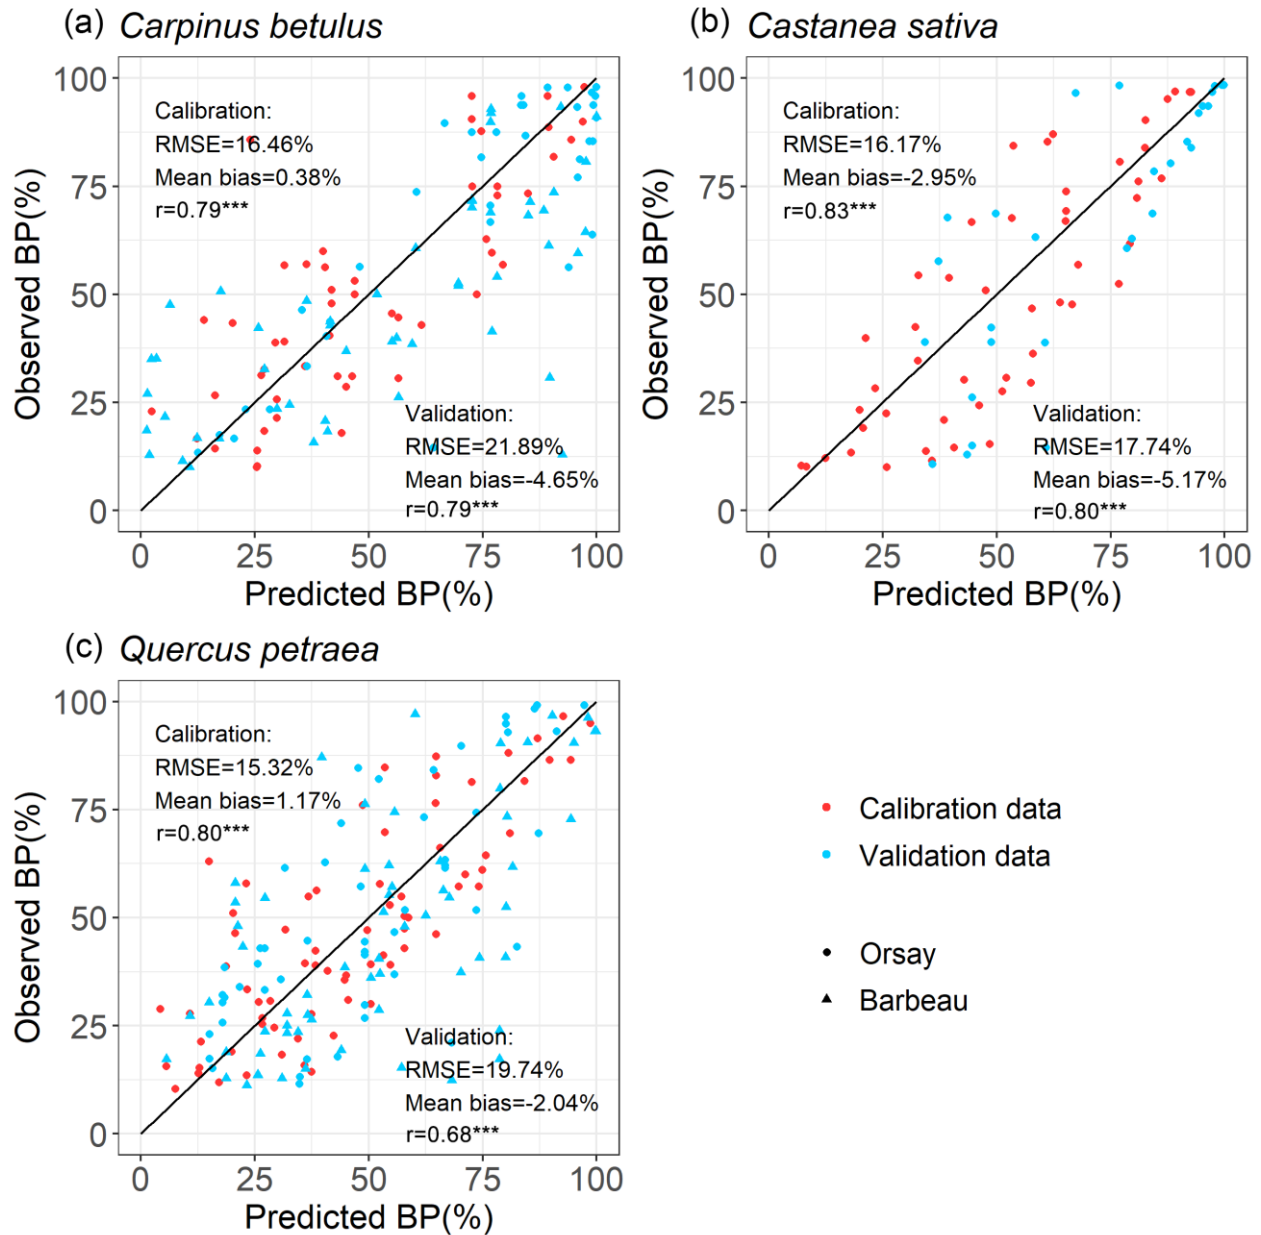 (a) Carpinus betulus
Observed BP(%)
100
75
50
25
0
Calibration:
RMSE=16.46%
Mean bias=0.38%
r=0.79***
Validation:
RMSE=21.89%
Mean bias=-4.65%
r=0.79***
0 25 50 75 100
Predicted BP(%)
(b) Castanea sativa
Observed BP(%)
100
75
50
25
0
Calibration:
RMSE=16.17%
Mean bias=-2.95%
r=0.83***
Validation:
RMSE=17.74%
Mean bias=-5.17%
r=0.80***
0 25 50 75 100
Predicted BP(%)
(c) Quercus petraea
Observed BP(%)
100
75
50
25
0
Calibration:
RMSE=15.32%
Mean bias=1.17%
r=0.80***
Validation:
RMSE=19.74%
Mean bias=-2.04%
r=0.68***
0 25 50 75 100
Predicted BP(%)
Calibration data
Validation data
Orsay
Barbeau